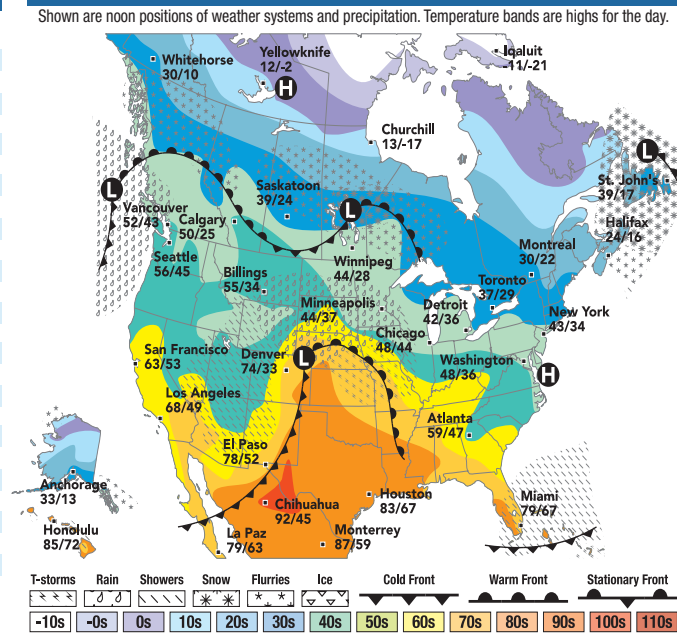 Shown are noon positions of weather systems and precipitation. Temperature bands are highs for the day.
Whitehorse
30/10
Yellowknife
12/-2
H
Iqaluit
-11/-21
Churchill
13/-17
L
St. John's
39/17
L
Saskatoon
39/24
L
Vancouver
52/43
Calgary
50/25
Halifax
24/16
Seattle
56/45
Winnipeg
44/28
Montreal
30/22
Billings
55/34
Toronto
37/29
Minneapolis
44/37
Detroit
42/36
New York
43/34
Chicago
48/44
San Francisco
63/53
Denver
74/33
L
Washington
48/36
H
Los Angeles
68/49
Atlanta
59/47
El Paso
78/52
Anchorage
33/13
Chihuahua
92/45
Houston
83/67
Miami
79/67
Honolulu
85/72
La Paz
79/63
Monterrey
87/59
T-storms Rain Showers Snow Flurries Ice Cold Front Warm Front Stationary Front
-10s -0s 0s 10s 20s 30s 40s 50s 60s 70s 80s 90s 100s 110s